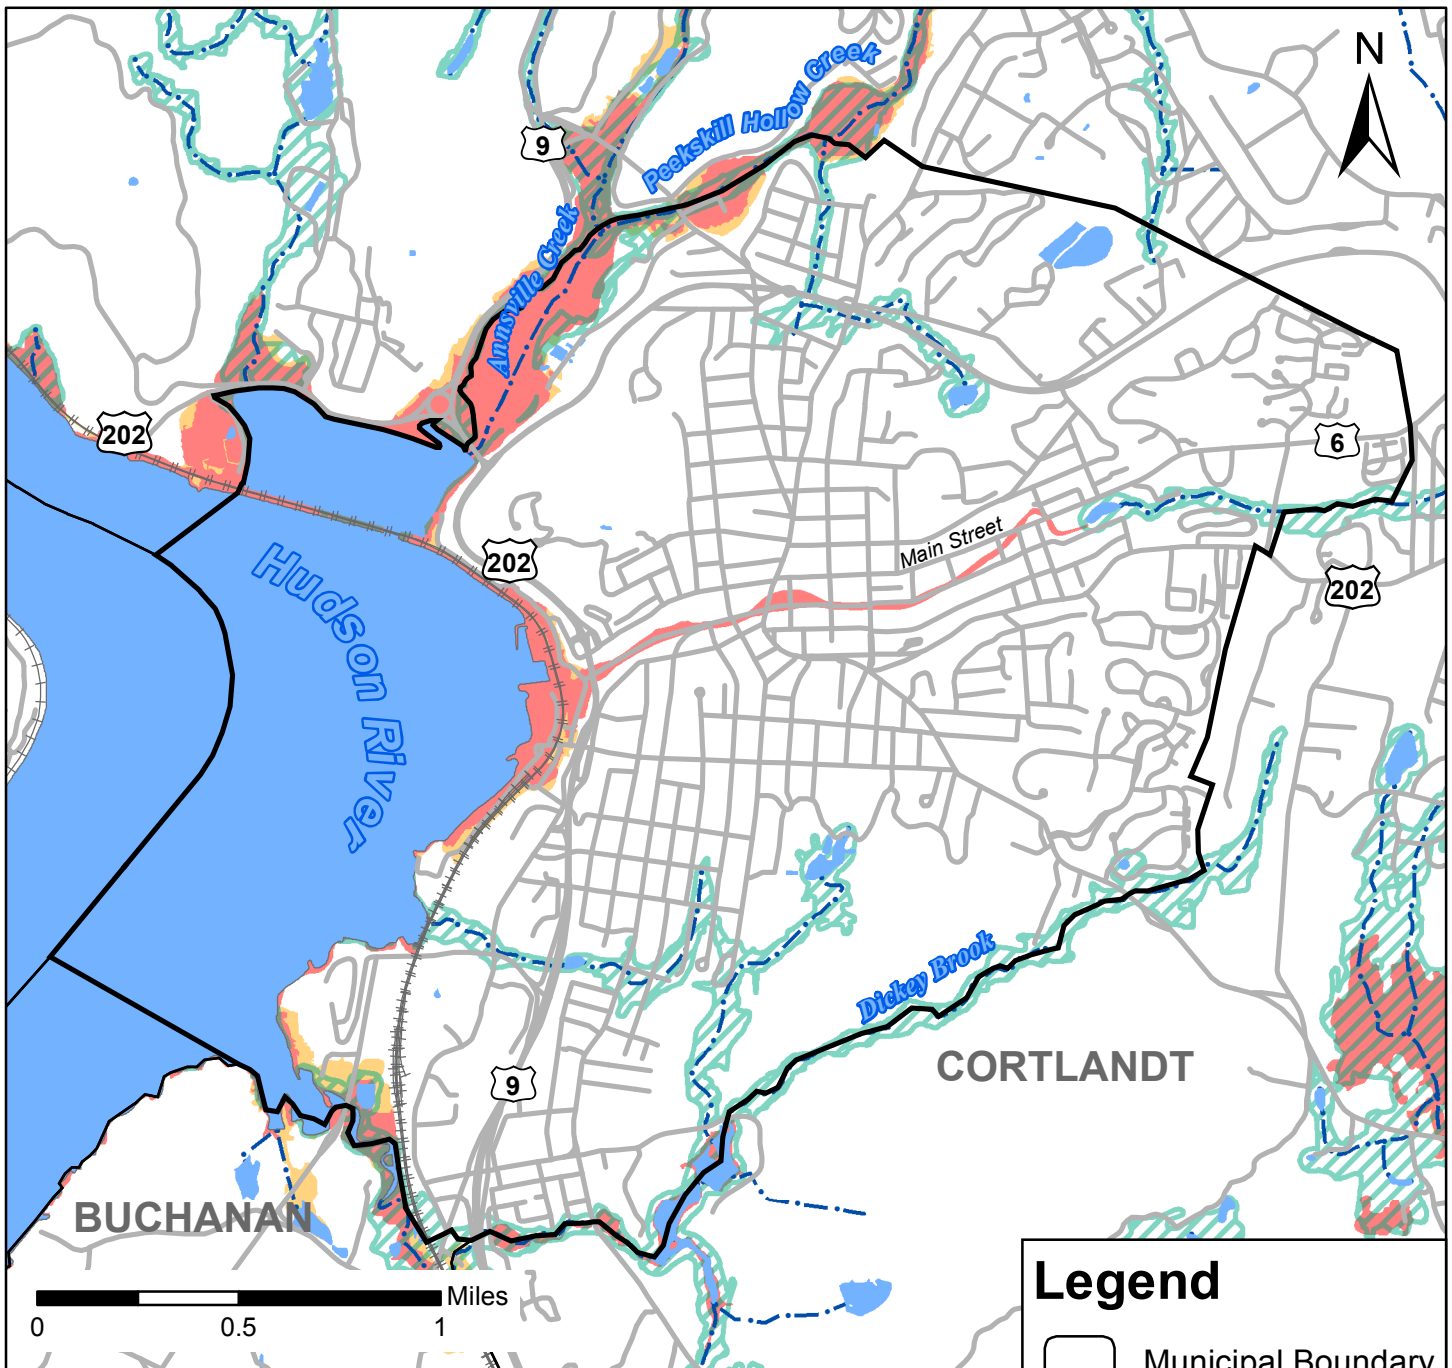 N
Peekskill Hollow Creek
9
Annsville Creek
202
6
Main Street
202
202
Hudson River
Dickey Brook
CORTLANDT
9
BUCHANAN
Legend
Miles
0 0.5 1
Municipal Boundary